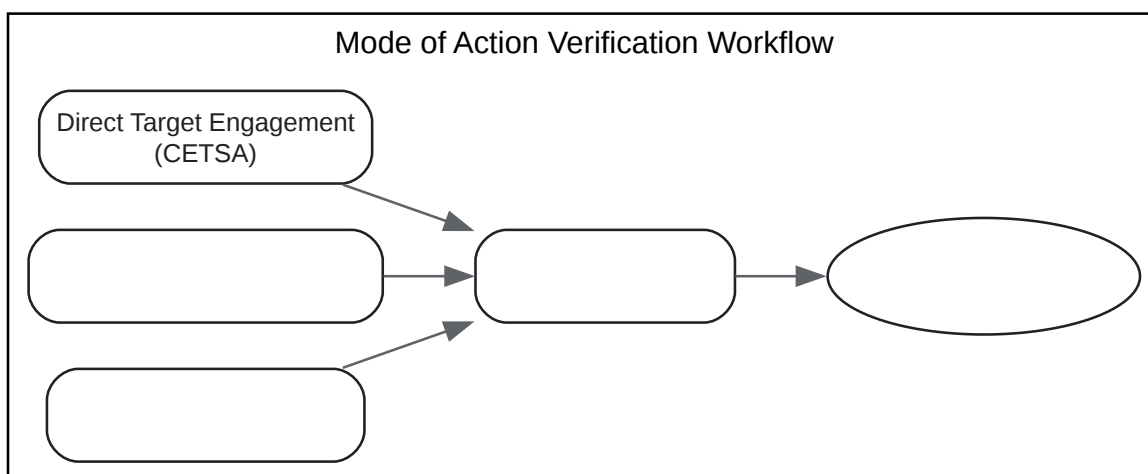 Mode of Action Verification Workflow
Direct Target Engagement
(CETSA)